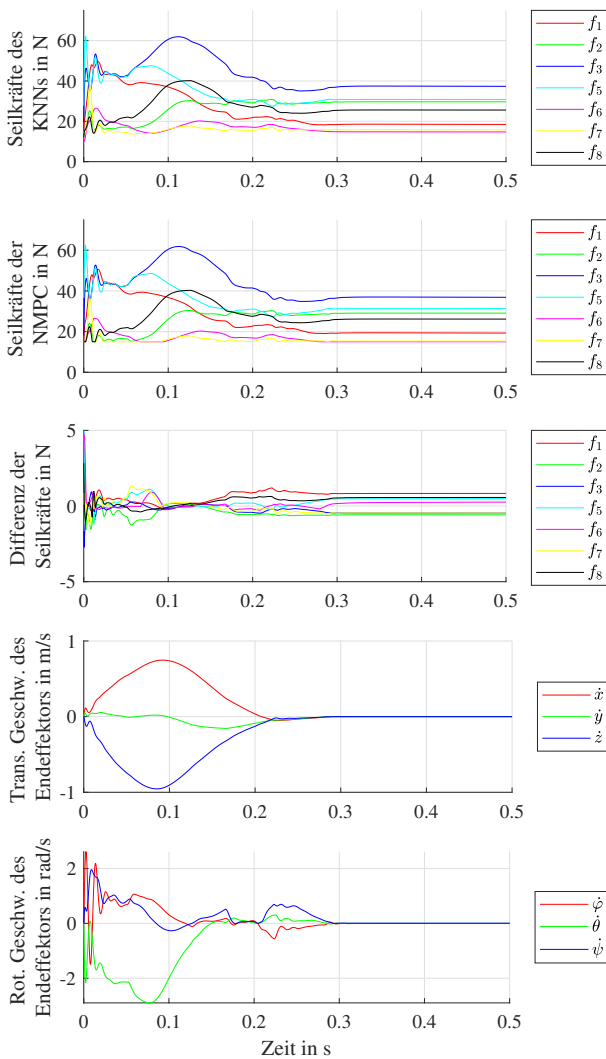 Seilkräfte des
KNNs in N
60
40
20
0
0
0.1
0.2
0.3
0.4
0.5
f1
f2
f3
f5
f6
f7
f8
Seilkräfte der
NMPC in N
60
40
20
0
0
0.1
0.2
0.3
0.4
0.5
f1
f2
f3
f5
f6
f7
f8
Differenz der
Seilkräfte in N
5
0
-5
0
0.1
0.2
0.3
0.4
0.5
f1
f2
f3
f5
f6
f7
f8
Trans. Geschw. des
Endeffektors in m/s
1
0
-1
0
0.1
0.2
0.3
0.4
0.5
ẋ
ẏ
ż
Rot. Geschw. des
Endeffektors in rad/s
2
0
-2
0
0.1
0.2
0.3
0.4
0.5
φ̇
θ̇
ψ̇
Zeit in s